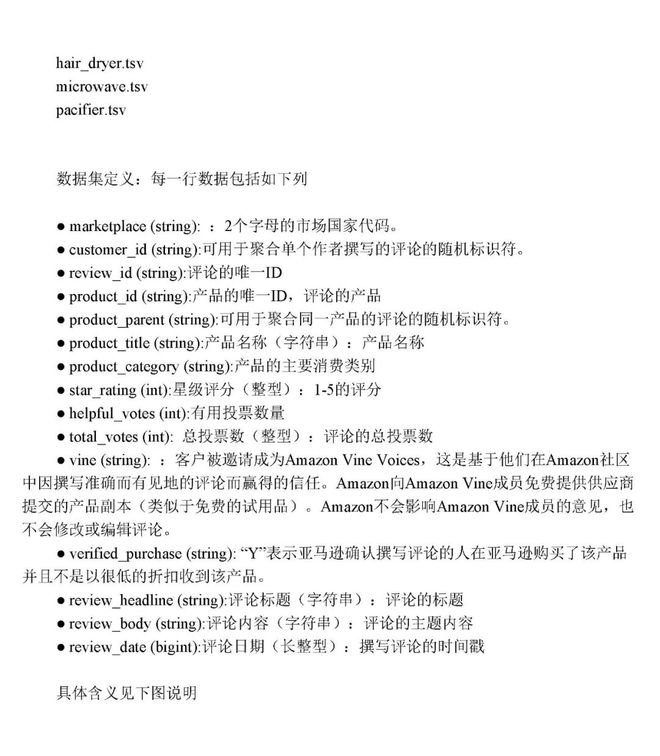 hair_dryer.tsv
microwave.tsv
pacifier.tsv
数据集定义：每一行数据包括如下列
● marketplace (string): ：2个字母的市场国家代码。
● customer_id (string):可用于聚合单个作者撰写的评论的随机标识符。
● review_id (string):评论的唯一ID
● product_id (string):产品的唯一ID，评论的产品
● product_parent (string):可用于聚合同一产品的评论的随机标识符。
● product_title (string):产品名称（字符串）：产品名称
● product_category (string):产品的主要消费类别
● star_rating (int):星级评分（整型）：1-5的评分
● helpful_votes (int):有用投票数量
● total_votes (int): 总投票数（整型）：评论的总投票数
● vine (string): ：客户被邀请成为Amazon Vine Voices，这是基于他们在Amazon社区
中因撰写准确而有见地的评论而赢得的信任。Amazon向Amazon Vine成员免费提供供应商
提交的产品副本（类似于免费的试用品）。Amazon不会影响Amazon Vine成员的意见，也
不会修改或编辑评论。
● verified_purchase (string): “Y”表示亚马逊确认撰写评论的人在亚马逊购买了该产品
并且不是以很低的折扣收到该产品。
● review_headline (string):评论标题（字符串）：评论的标题
● review_body (string):评论内容（字符串）：评论的主题内容
● review_date (bigint):评论日期（长整型）：撰写评论的时间戳
具体含义见下图说明